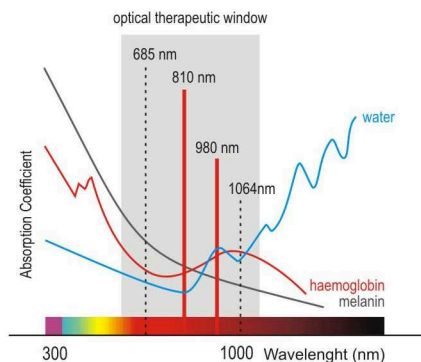 optical therapeutic window
685 nm
810 nm
980 nm
1064nm
water
haemoglobin
melanin
Absorption Coefficient
300
1000
Wavelenght (nm)